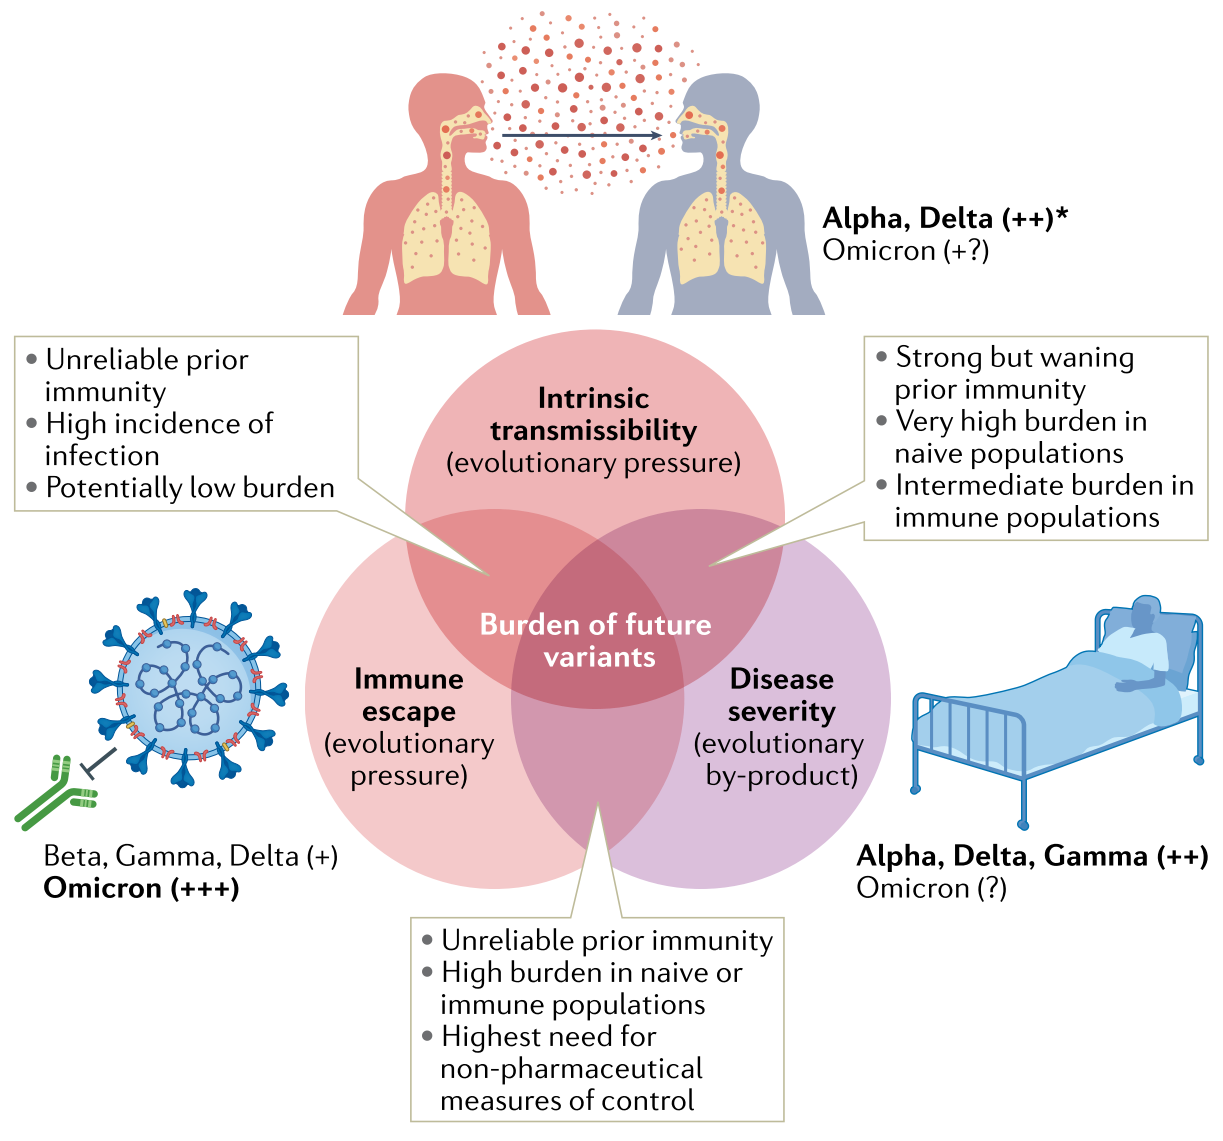 Alpha, Delta (++)*
Omicron (+?)
• Unreliable prior
immunity
• High incidence of
infection
• Potentially low burden
Intrinsic
transmissibility
(evolutionary pressure)
• Strong but waning
prior immunity
• Very high burden in
naive populations
• Intermediate burden in
immune populations
Burden of future
variants
Immune
escape
(evolutionary
pressure)
Disease
severity
(evolutionary
by-product)
Beta, Gamma, Delta (+)
Omicron (+++)
Alpha, Delta, Gamma (++)
Omicron (?)
• Unreliable prior immunity
• High burden in naive or
immune populations
• Highest need for
non-pharmaceutical
measures of control